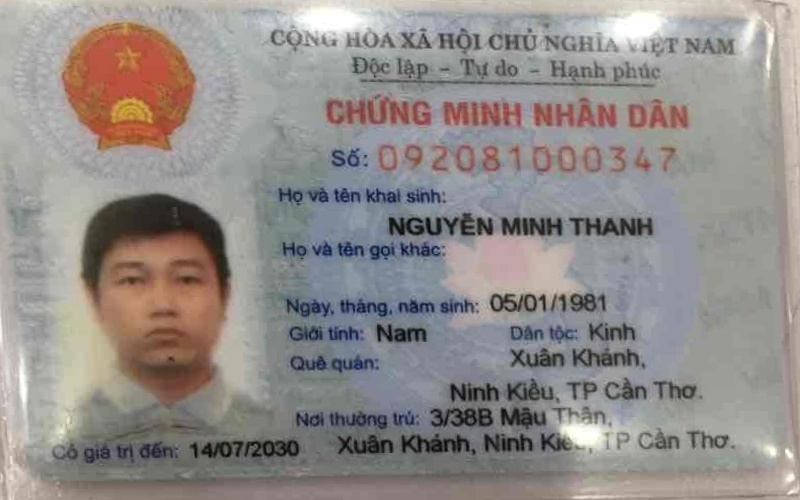 CỘNG HÒA XÃ HỘI CHỦ NGHĨA VIỆT NAM
Độc lập - Tự do - Hạnh phúc
CHỨNG MINH NHÂN DÂN
Số: 092081000347
Họ và tên khai sinh:
NGUYỄN MINH THANH
Họ và tên gọi khác:
Ngày, tháng, năm sinh: 05/01/1981
Giới tính: Nam Dân tộc: Kinh
Quê quán: Xuân Khánh,
Ninh Kiều, TP Cần Thơ.
Nơi thường trú: 3/38B Mậu Thân,
Xuân Khánh, Ninh Kiều, TP Cần Thơ.
Có giá trị đến: 14/07/2030